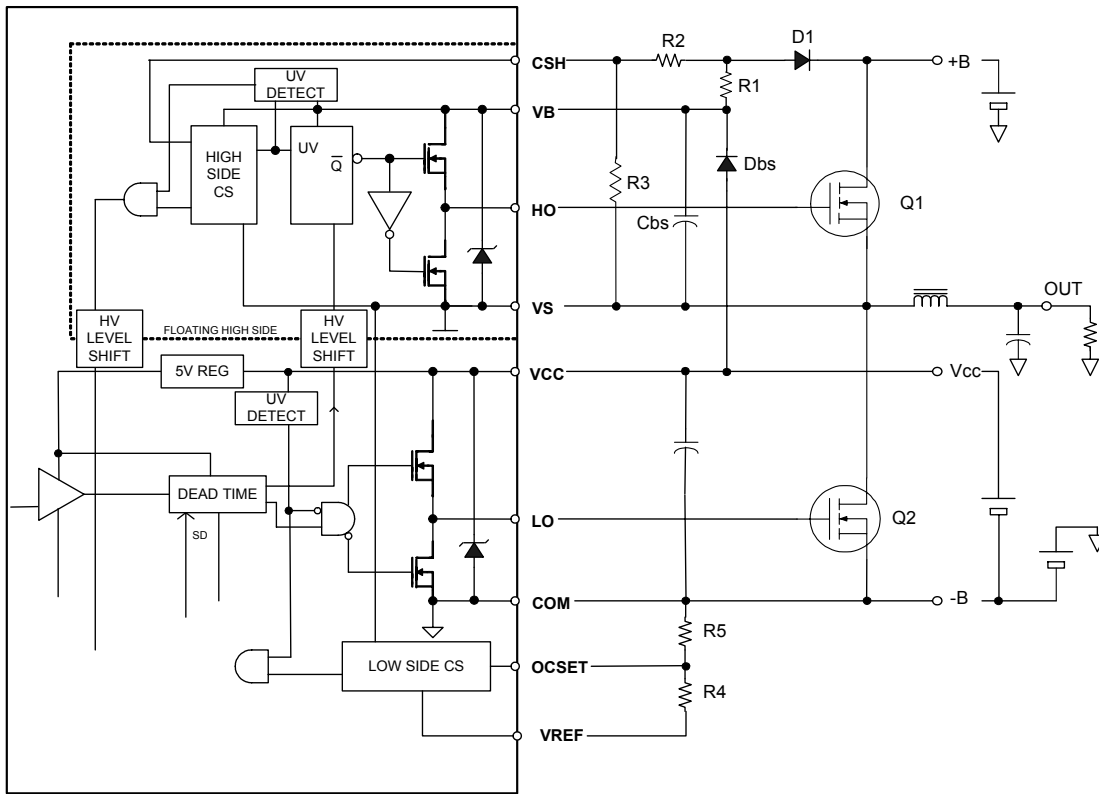 CSH
R2
D1
+B
UV
DETECT
R1
VB
HIGH
SIDE
CS
UV
Q
Dbs
R3
Q1
HO
Cbs
VS
OUT
HV
LEVEL
SHIFT
FLOATING HIGH SIDE
HV
LEVEL
SHIFT
5V REG
VCC
Vcc
UV
DETECT
DEAD TIME
SD
LO
Q2
COM
-B
R5
LOW SIDE CS
OCSET
R4
VREF